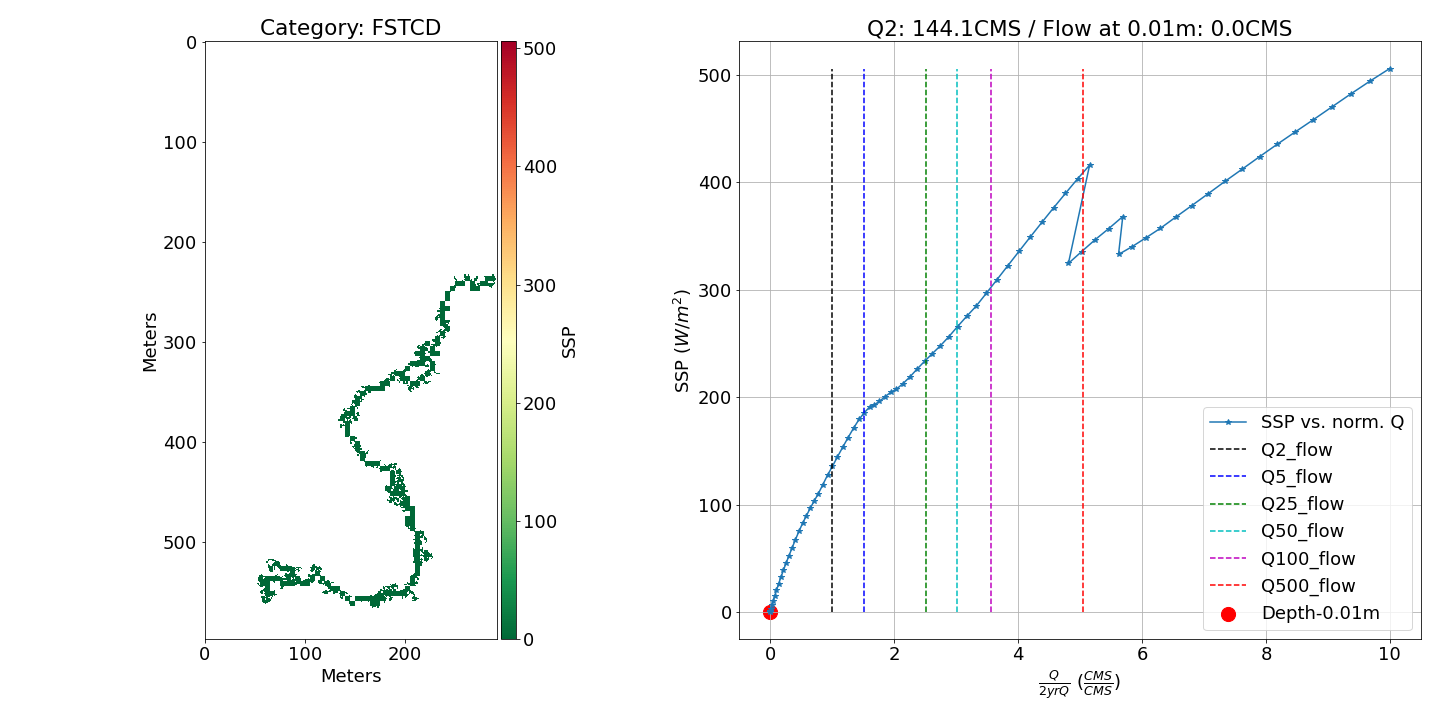 Category: FSTCD
0
100
200
300
400
500
Meters
0
100
200
Meters
500
400
300
200
100
0
SSP
Q2: 144.1CMS / Flow at 0.01m: 0.0CMS
500
400
300
200
100
0
SSP (W/m²)
0
2
4
6
8
10
Q/2yrQ (CMS/CMS)
SSP vs. norm. Q
Q2_flow
Q5_flow
Q25_flow
Q50_flow
Q100_flow
Q500_flow
Depth-0.01m